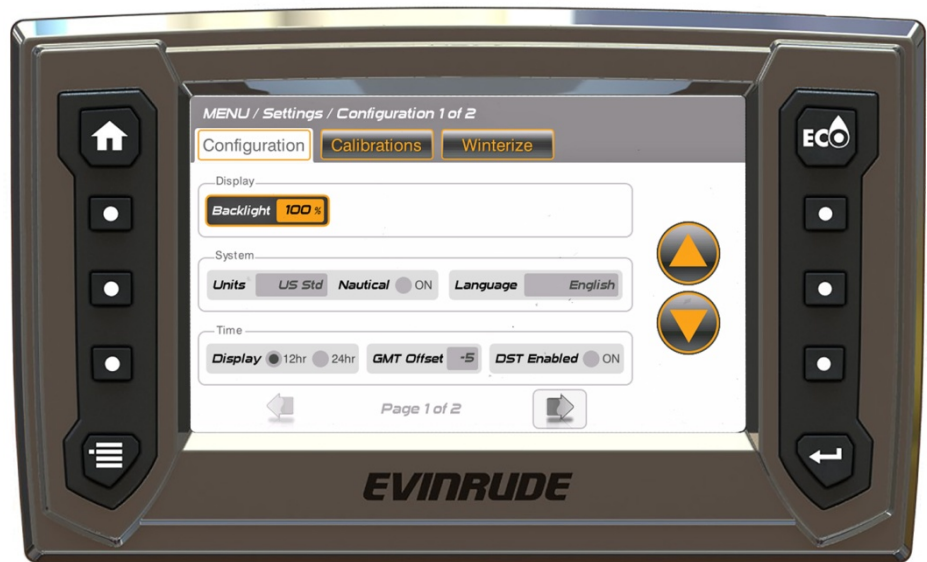 MENU / Settings / Configuration 1 of 2
Configuration Calibrations Winterize
ECO
Display
Backlight 100 %
System
Units US Std Nautical ON Language English
Time
Display 12hr 24hr GMT Offset -5 DST Enabled ON
Page 1 of 2
EVINRUDE